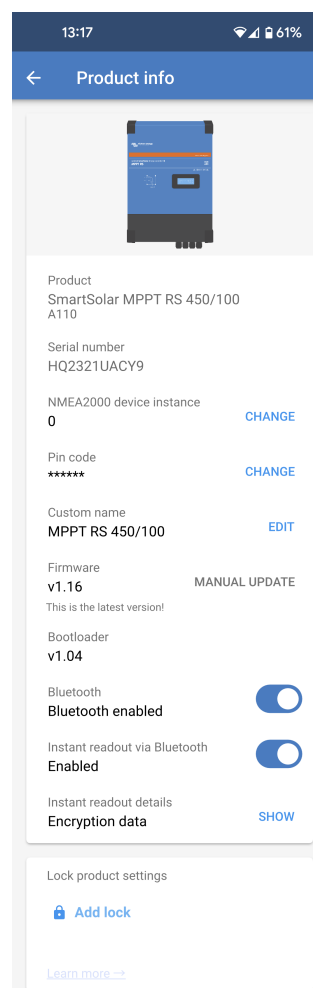 13:17
61%
Product info
MPPT RS
Product
SmartSolar MPPT RS 450/100
A110
Serial number
HQ2321UACY9
NMEA2000 device instance
0
CHANGE
Pin code
******
CHANGE
Custom name
MPPT RS 450/100
EDIT
Firmware
v1.16
MANUAL UPDATE
This is the latest version!
Bootloader
v1.04
Bluetooth
Bluetooth enabled
Instant readout via Bluetooth
Enabled
Instant readout details
Encryption data
SHOW
Lock product settings
Add lock
Learn more →